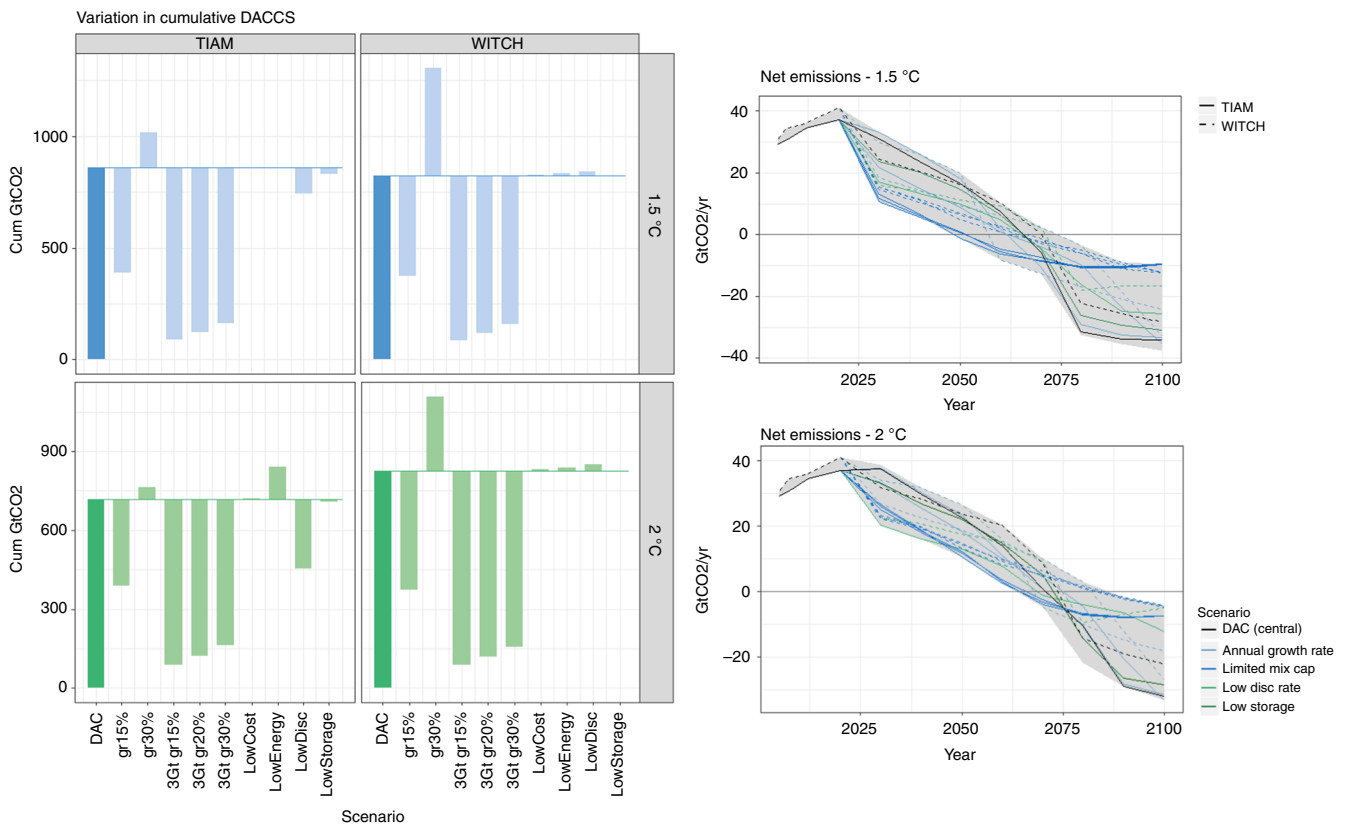 Variation in cumulative DACCS
TIAM
WITCH
Cum GtCO2
1000
500
0
1.5 °C
Cum GtCO2
900
600
300
0
2 °C
DAC
gr15%
gr30%
3Gt gr15%
3Gt gr20%
3Gt gr30%
LowCost
LowEnergy
LowDisc
LowStorage
DAC
gr15%
gr30%
3Gt gr15%
3Gt gr20%
3Gt gr30%
LowCost
LowEnergy
LowDisc
LowStorage
Scenario
Net emissions - 1.5 °C
GtCO2/yr
40
20
0
−20
−40
2025
2050
2075
2100
Year
TIAM
WITCH
Net emissions - 2 °C
GtCO2/yr
40
20
0
−20
2025
2050
2075
2100
Year
Scenario
DAC (central)
Annual growth rate
Limited mix cap
Low disc rate
Low storage